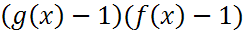 (g(x) − 1)(f(x) − 1)